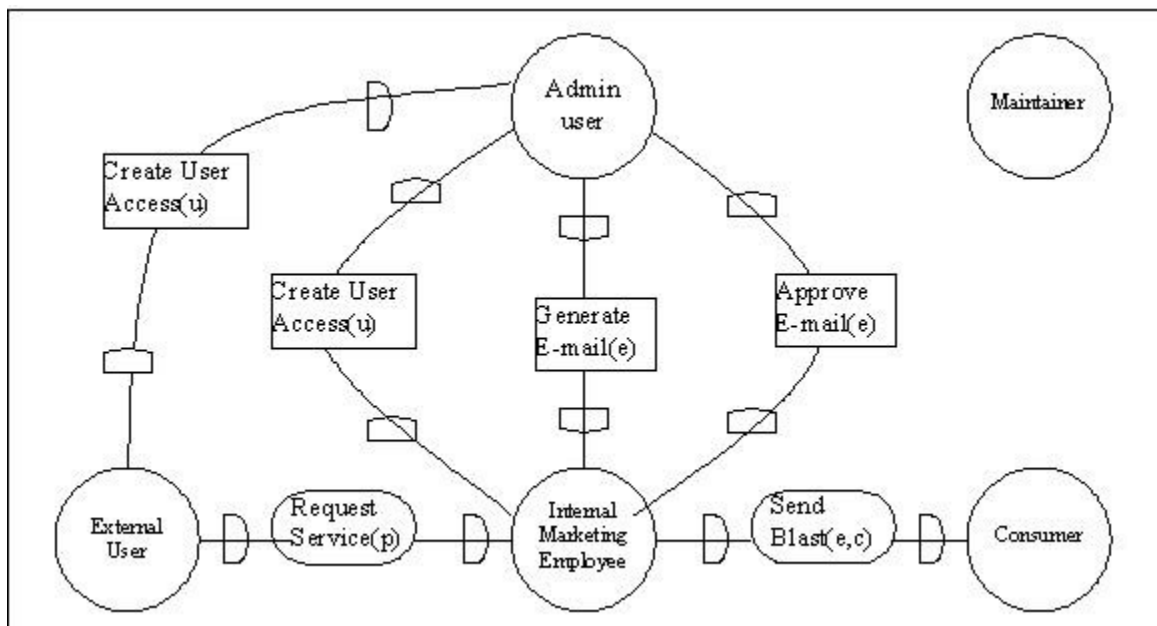 Admin
user
Maintainer
Create User
Access(u)
Create User
Access(u)
Generate
E-mail(e)
Approve
E-mail(e)
External
User
Request
Service(p)
Internal
Marketing
Employee
Send
Blast(e,c)
Consumer